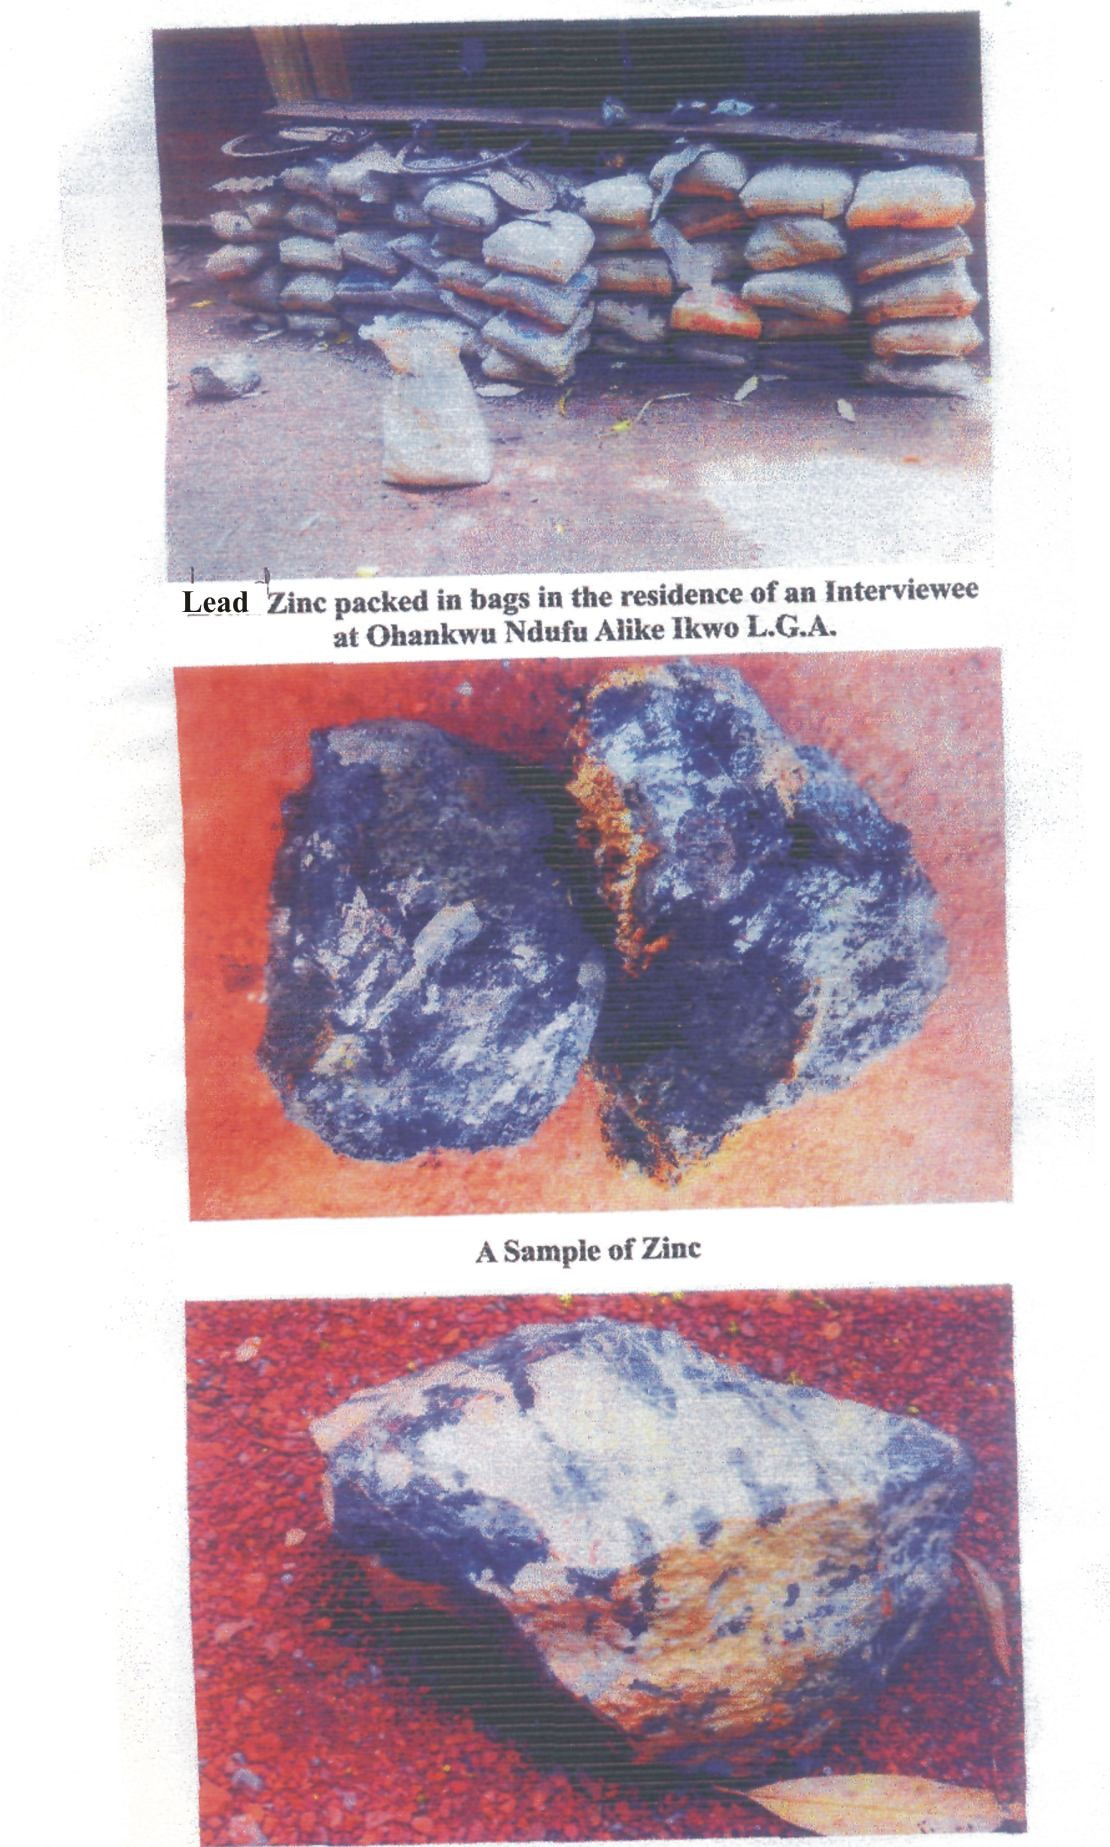 Lead Zinc packed in bags in the residence of an Interviewee
at Ohankwu Ndufu Alike Ikwo L.G.A.
A Sample of Zinc